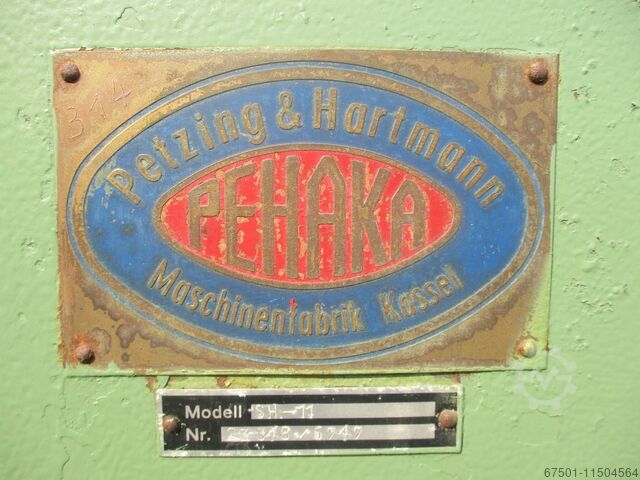 314
Petzing & Hartmann
PEHAKA
Maschinenfabrik Kassel
Modell SH.-11
Nr.
67501-11504564